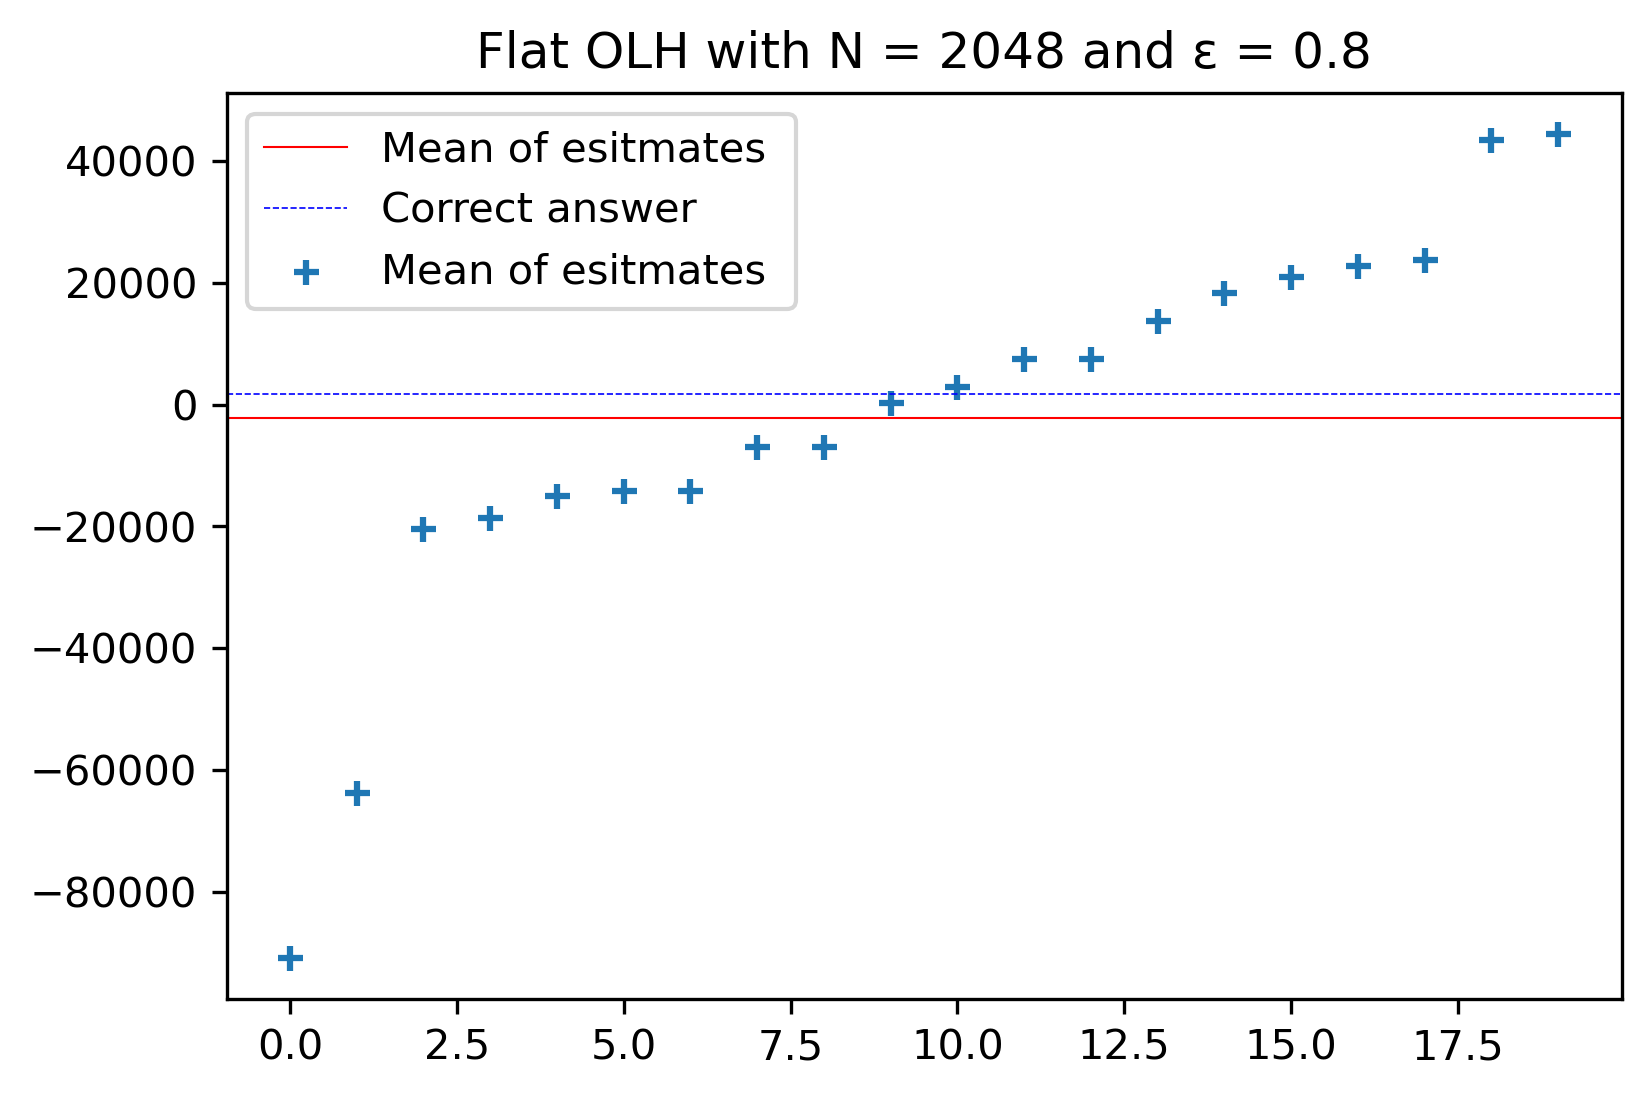 Flat OLH with N = 2048 and ε = 0.8
Mean of esitmates
Correct answer
Mean of esitmates
40000
20000
0
−20000
−40000
−60000
−80000
0.0 2.5 5.0 7.5 10.0 12.5 15.0 17.5